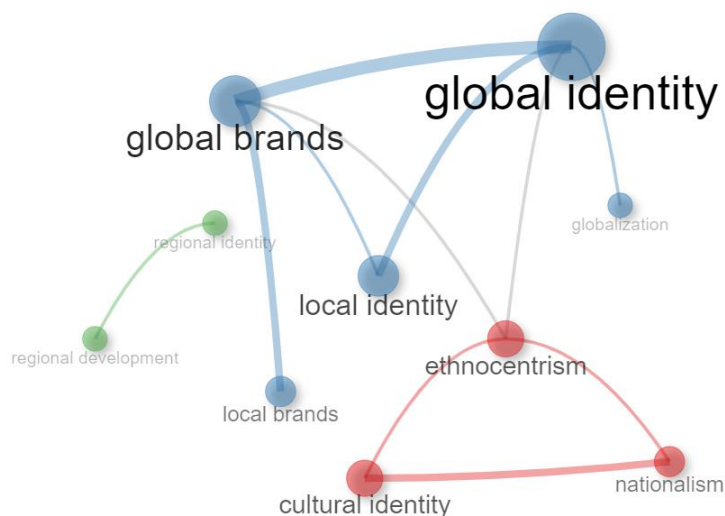 global identity
global brands
globalization
regional identity
local identity
regional development
ethnocentrism
local brands
nationalism
cultural identity